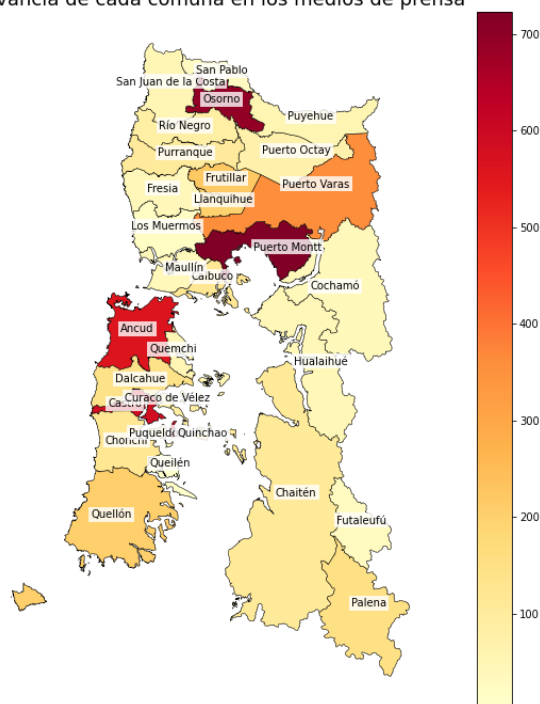 vancia de cada comuna en los medios de prensa
700
600
500
400
300
200
100
San Pablo
San Juan de la Costa
Osorno
Puyehue
Río Negro
Puerto Octay
Purranque
Frutillar
Puerto Varas
Fresia
Llanquihue
Los Muermos
Puerto Montt
Maullín
Calbuco
Cochamó
Ancud
Quemchi
Hualaihué
Dalcahue
Curaco de Vélez
Castro
Puqueldón
Quinchao
Chonchi
Queilén
Chaitén
Quellón
Futaleufú
Palena